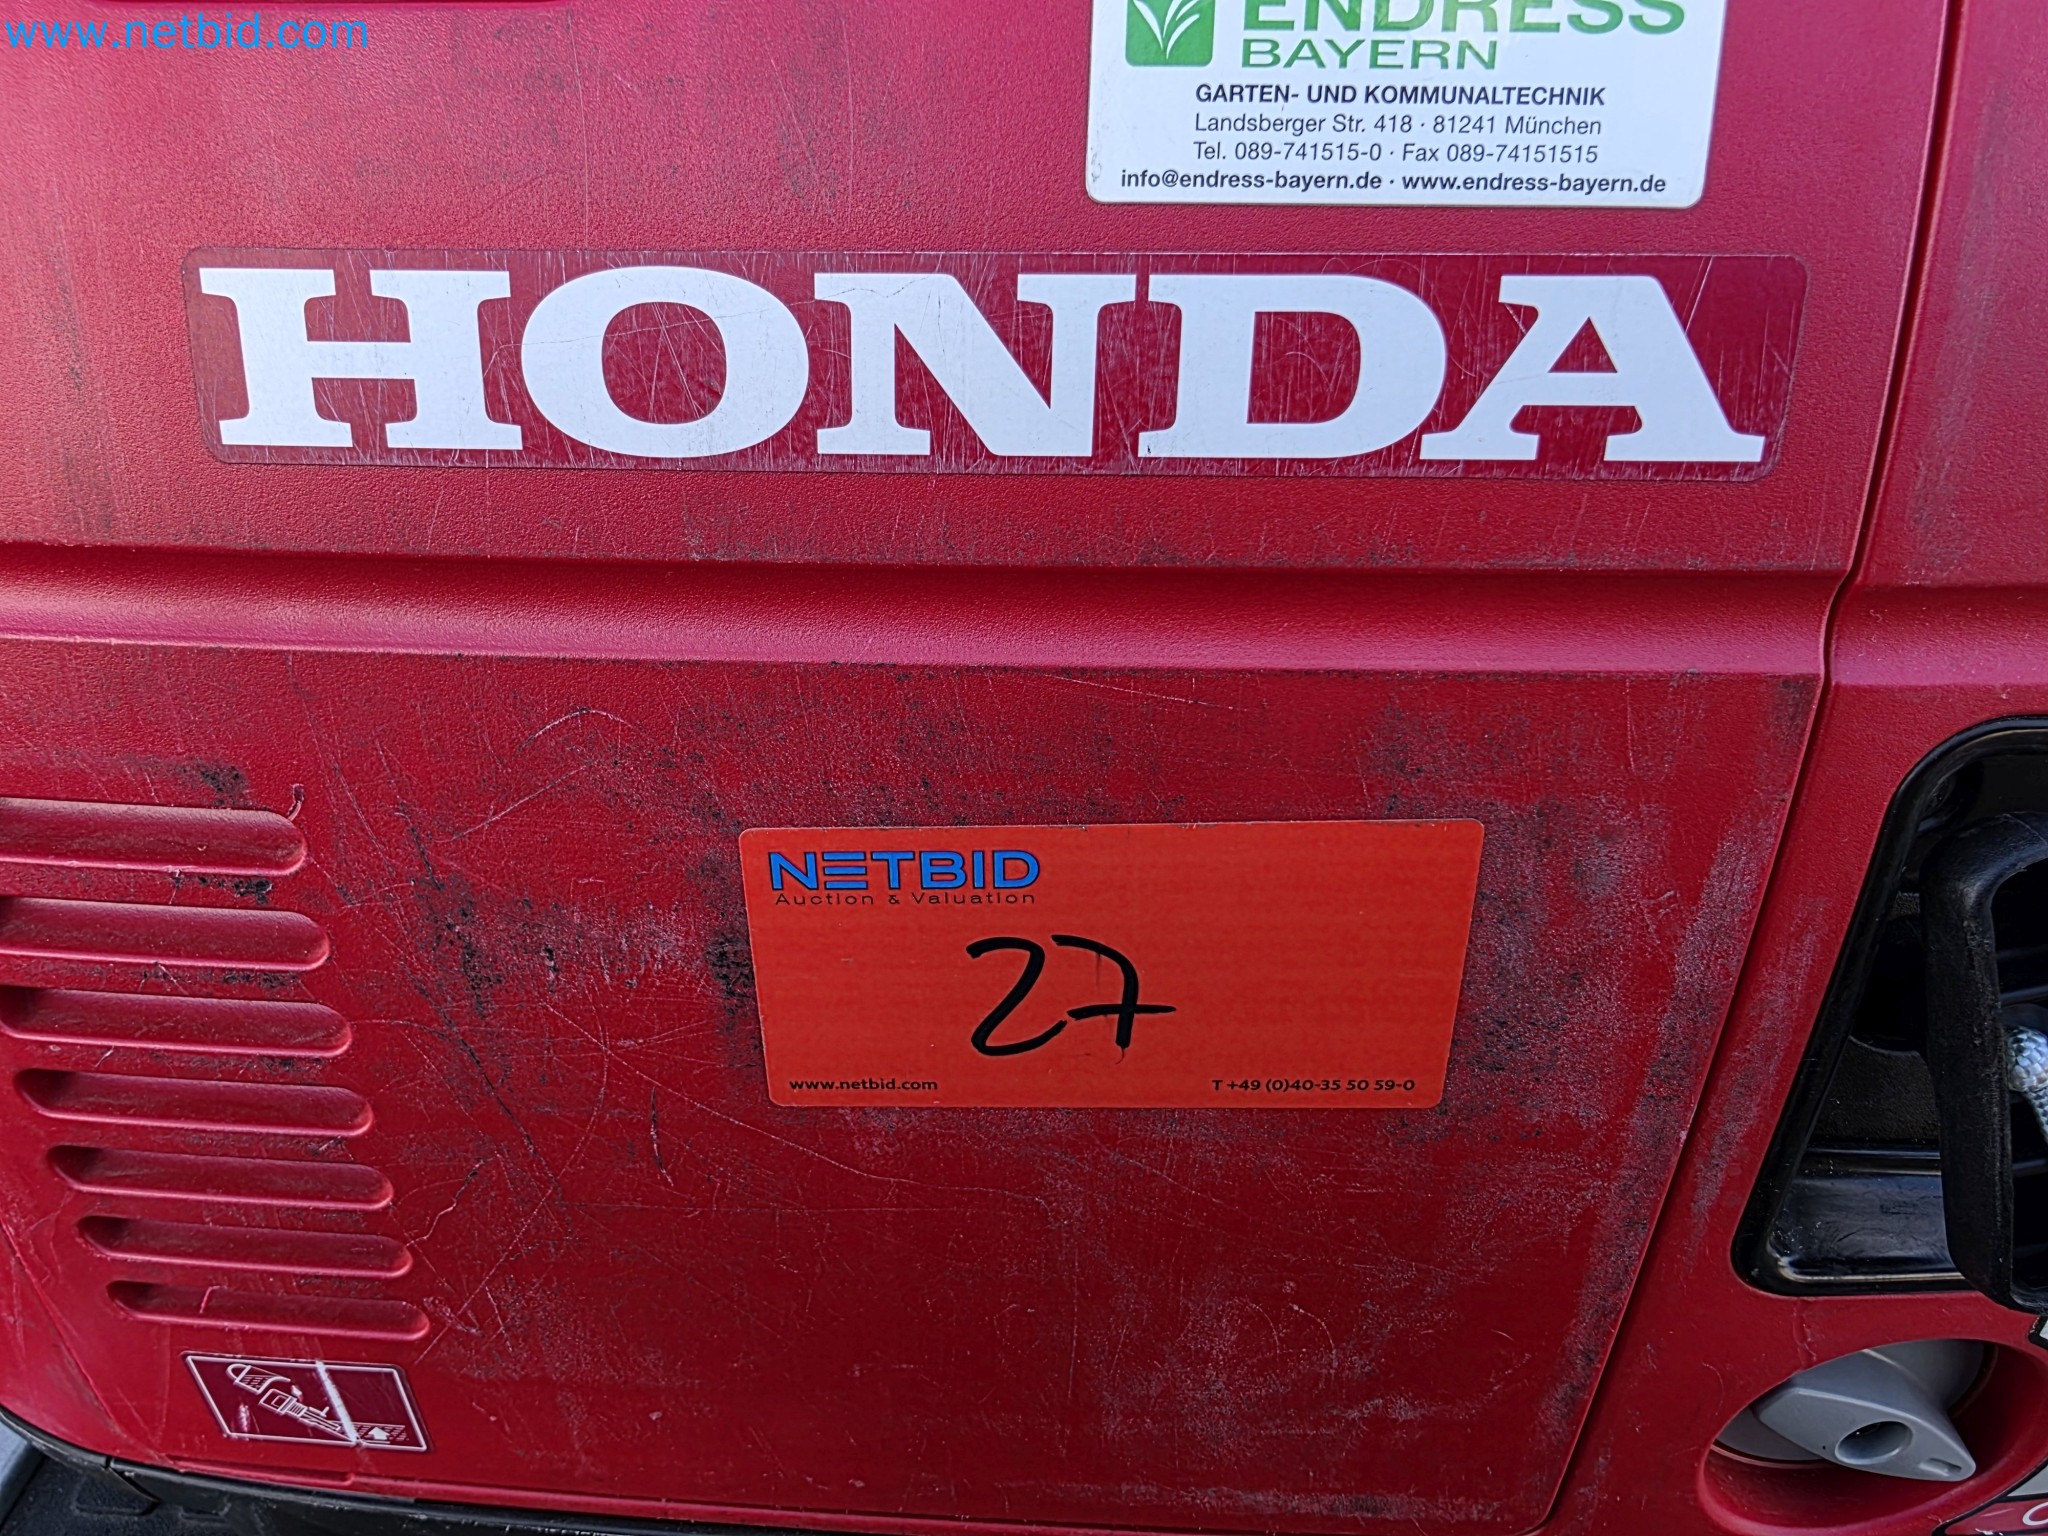 www.netbid.com
ENDRESS
BAYERN
GARTEN- UND KOMMUNALTECHNIK
Landsberger Str. 418 · 81241 München
Tel. 089-741515-0 · Fax 089-74151515
info@endress-bayern.de · www.endress-bayern.de
HONDA
NETBID
Auction & Valuation
27
www.netbid.com T +49 (0)40-35 50 59-0